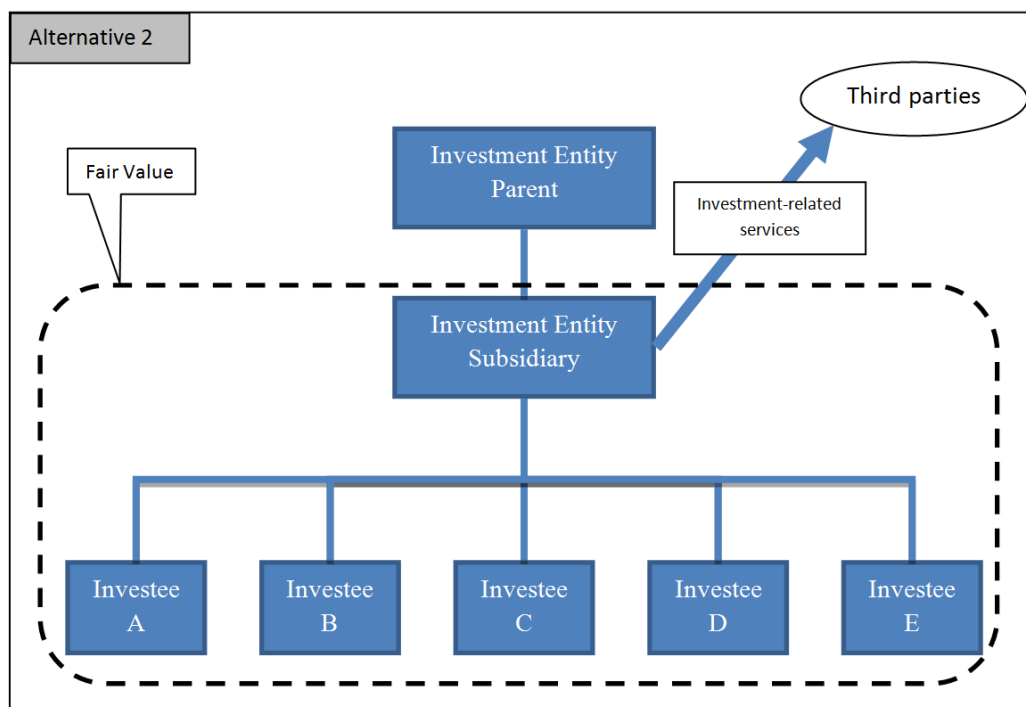 Alternative 2
Third parties
Investment Entity
Parent
Fair Value
Investment-related
services
Investment Entity
Subsidiary
Investee
A
Investee
B
Investee
C
Investee
D
Investee
E